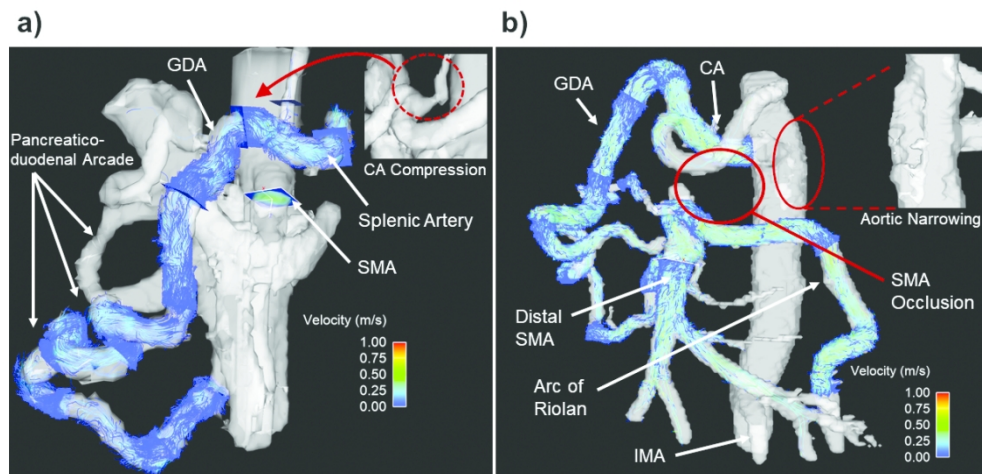 a)
GDA
Pancreatico-
duodenal Arcade
CA Compression
Splenic Artery
SMA
Velocity (m/s)
1.00
0.75
0.50
0.25
0.00
b)
GDA
CA
Aortic Narrowing
SMA
Occlusion
Distal
SMA
Arc of
Riolan
IMA
Velocity (m/s)
1.00
0.75
0.50
0.25
0.00